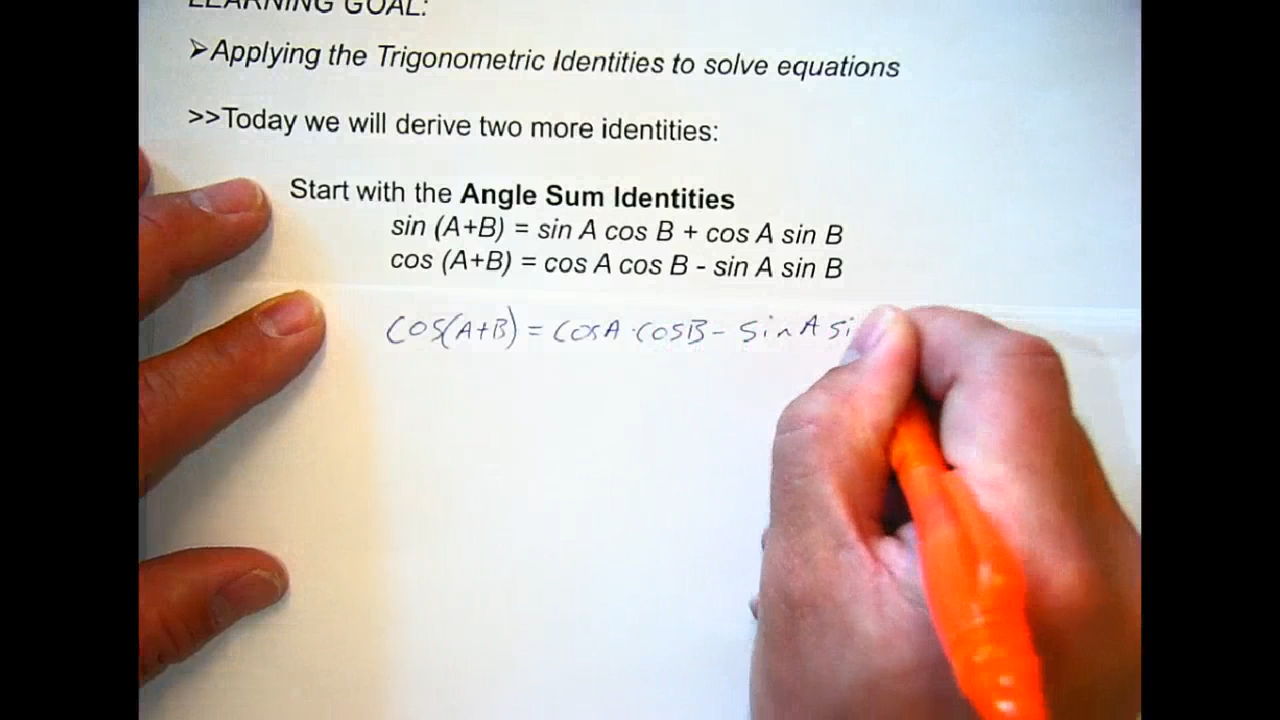 LEARNING GOAL:
➢Applying the Trigonometric Identities to solve equations
>>Today we will derive two more identities:
Start with the Angle Sum Identities
sin (A+B) = sin A cos B + cos A sin B
cos (A+B) = cos A cos B - sin A sin B
cos(A+B) = cosA · cosB - sin A si